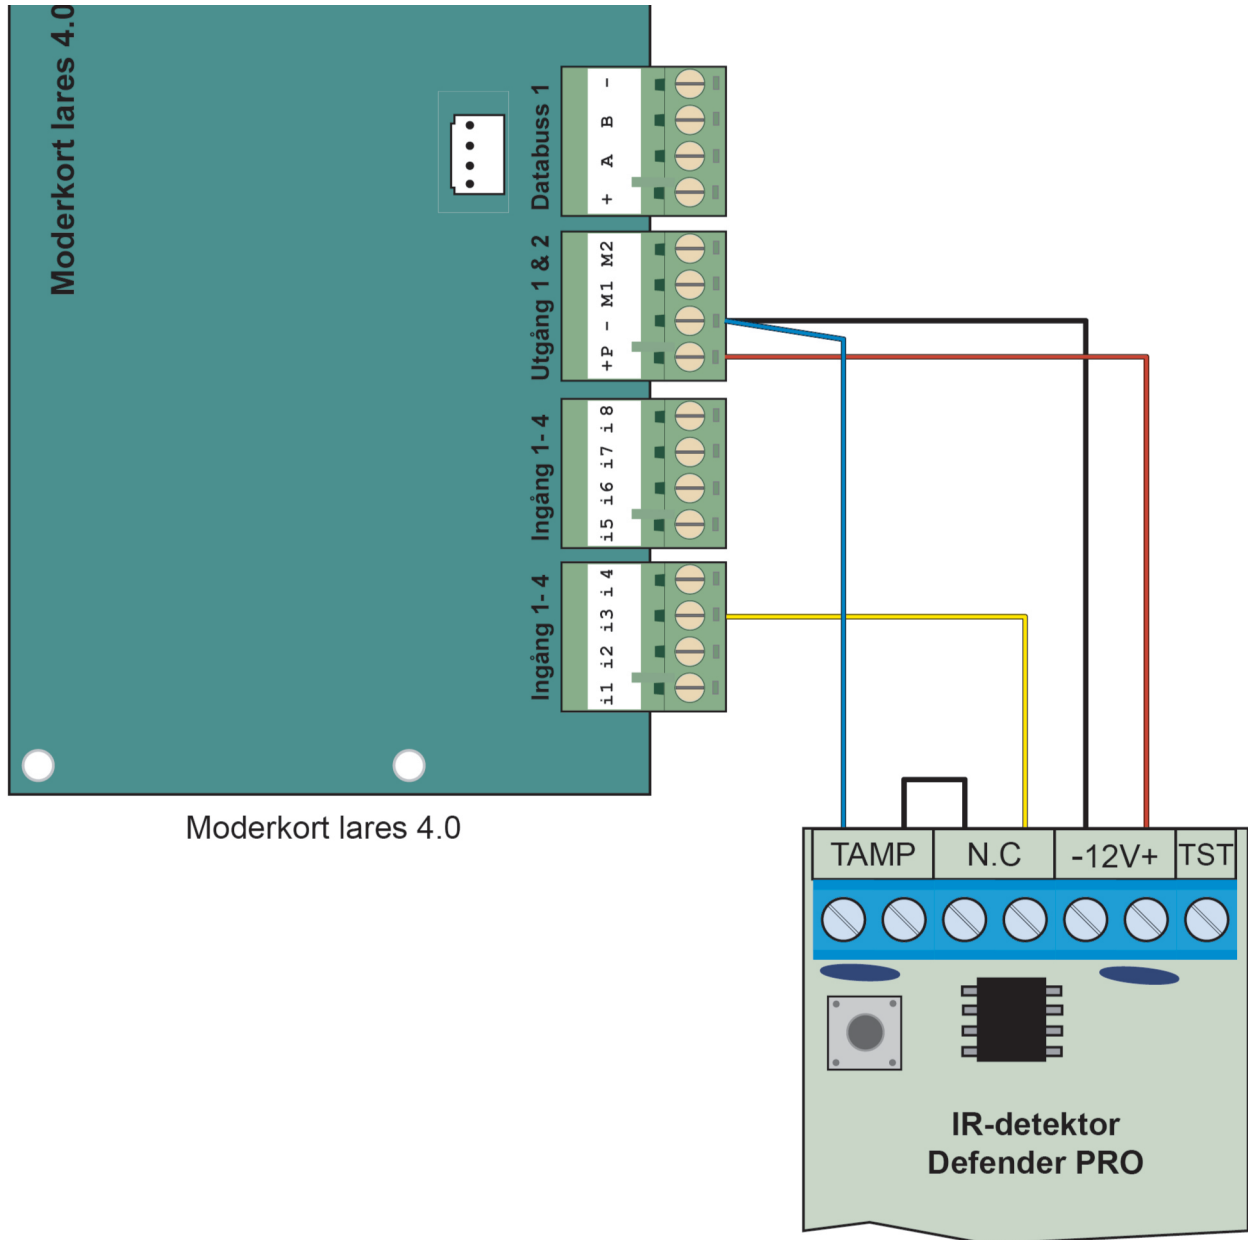 Moderkort lares 4.0
Databuss 1
+ A B -
Utgång 1 & 2
+P - M1 M2
Ingång 1- 4
i5 i6 i7 i8
Ingång 1- 4
i1 i2 i3 i4
Moderkort lares 4.0
TAMP N.C -12V+ TST
IR-detektor
Defender PRO